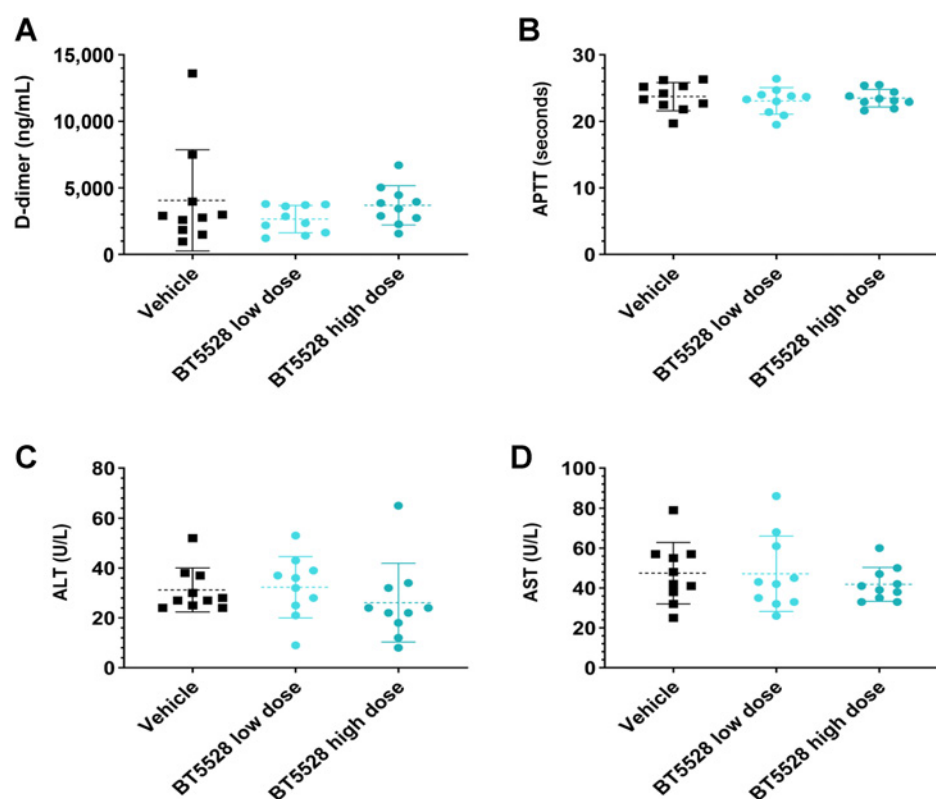 A
D-dimer (ng/mL)
15,000
10,000
5,000
0
Vehicle
BT5528 low dose
BT5528 high dose
B
APTT (seconds)
30
20
10
0
Vehicle
BT5528 low dose
BT5528 high dose
C
ALT (U/L)
80
60
40
20
0
Vehicle
BT5528 low dose
BT5528 high dose
D
AST (U/L)
100
80
60
40
20
0
Vehicle
BT5528 low dose
BT5528 high dose